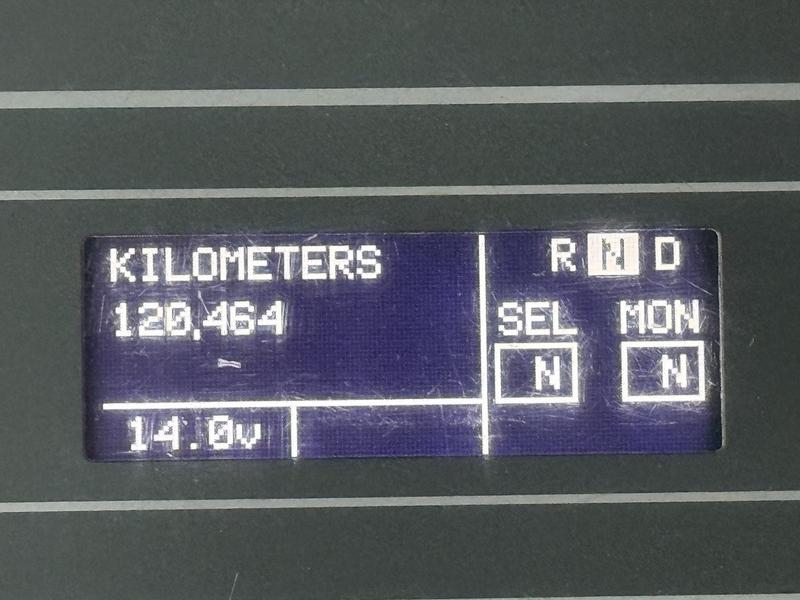 KILOMETERS
120,464
14.0v
R N D
SEL MON
N N